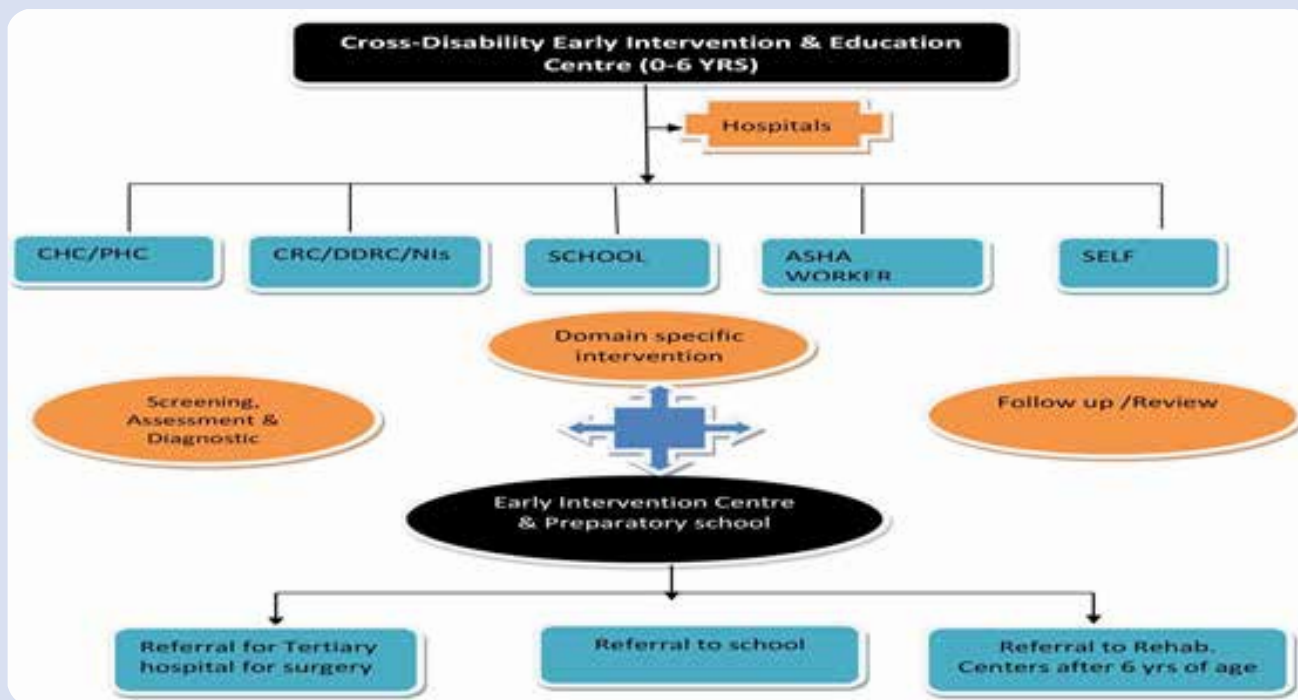 Cross-Disability Early Intervention & Education
Centre (0-6 YRS)
Hospitals
CHC/PHC
CRC/DDRC/NIs
SCHOOL
ASHA
WORKER
SELF
Domain specific
intervention
Screening,
Assessment &
Diagnostic
Follow up /Review
Early Intervention Centre
& Preparatory school
Referral for Tertiary
hospital for surgery
Referral to school
Referral to Rehab.
Centers after 6 yrs of age